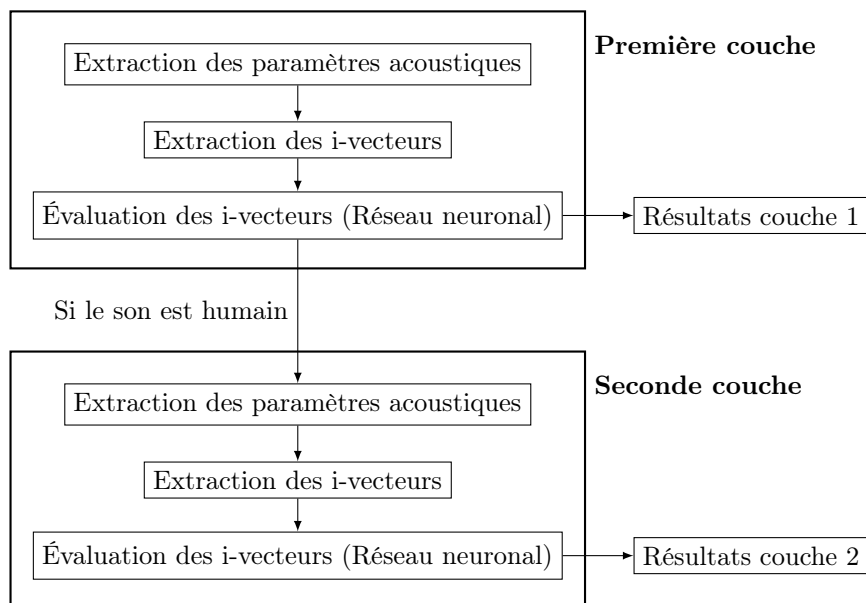 Première couche
Extraction des paramètres acoustiques
Extraction des i-vecteurs
Évaluation des i-vecteurs (Réseau neuronal)
Résultats couche 1
Si le son est humain
Seconde couche
Extraction des paramètres acoustiques
Extraction des i-vecteurs
Évaluation des i-vecteurs (Réseau neuronal)
Résultats couche 2